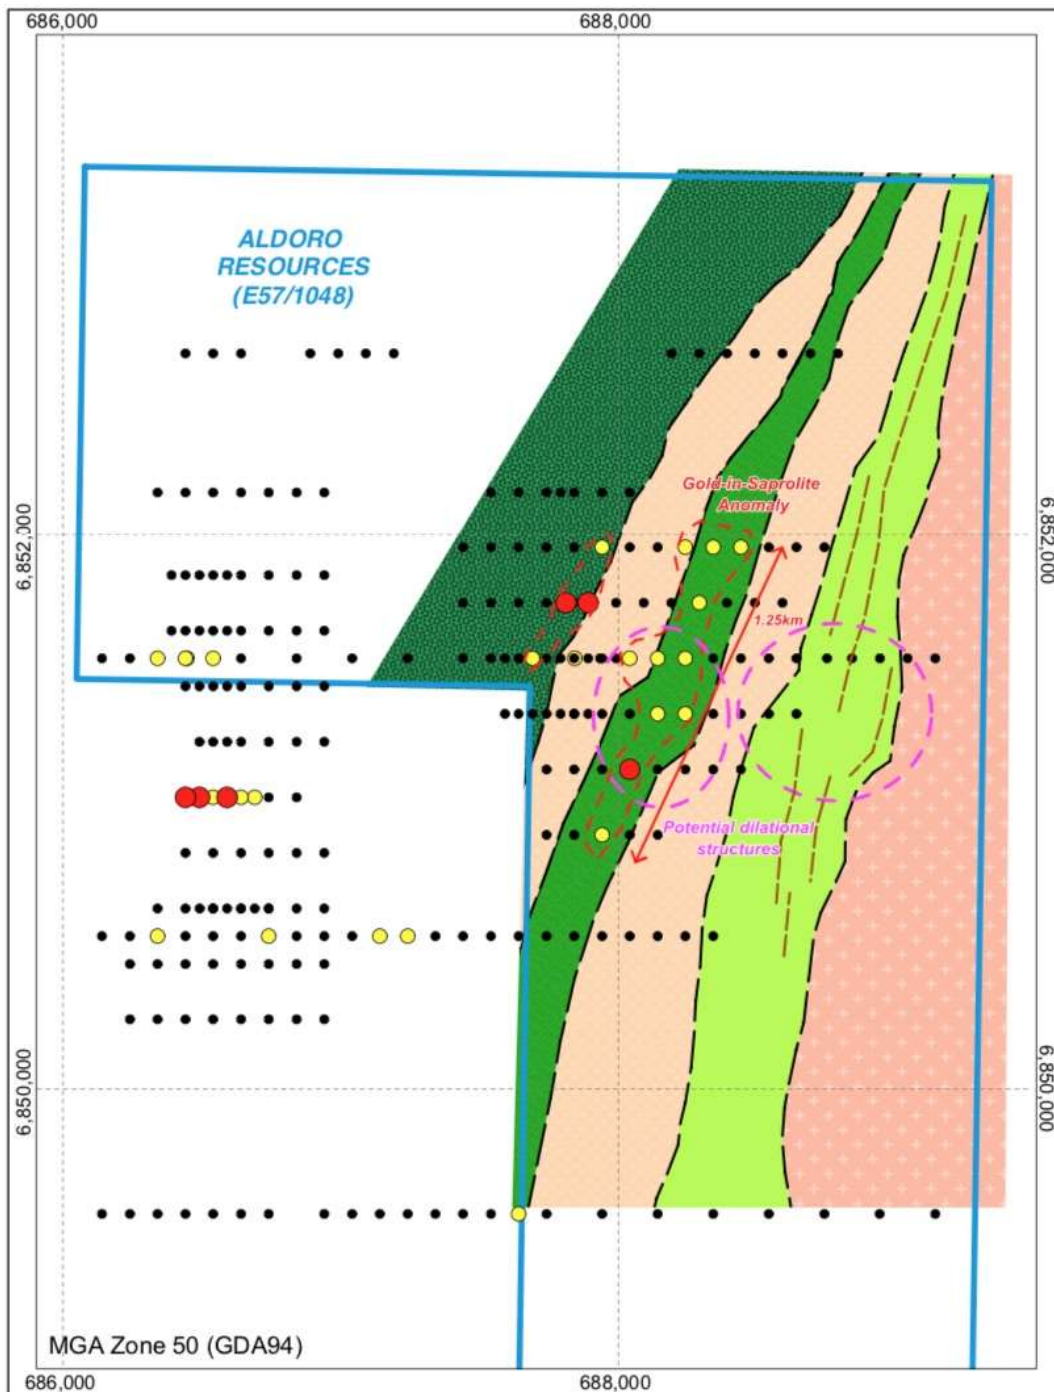 686,000
688,000
ALDORO
RESOURCES
(E57/1048)
Gold-in-Saprolite
Anomaly
6,852,000
6,852,000
1.25km
Potential dilational
structures
6,850,000
6,850,000
MGA Zone 50 (GDA94)
686,000
688,000